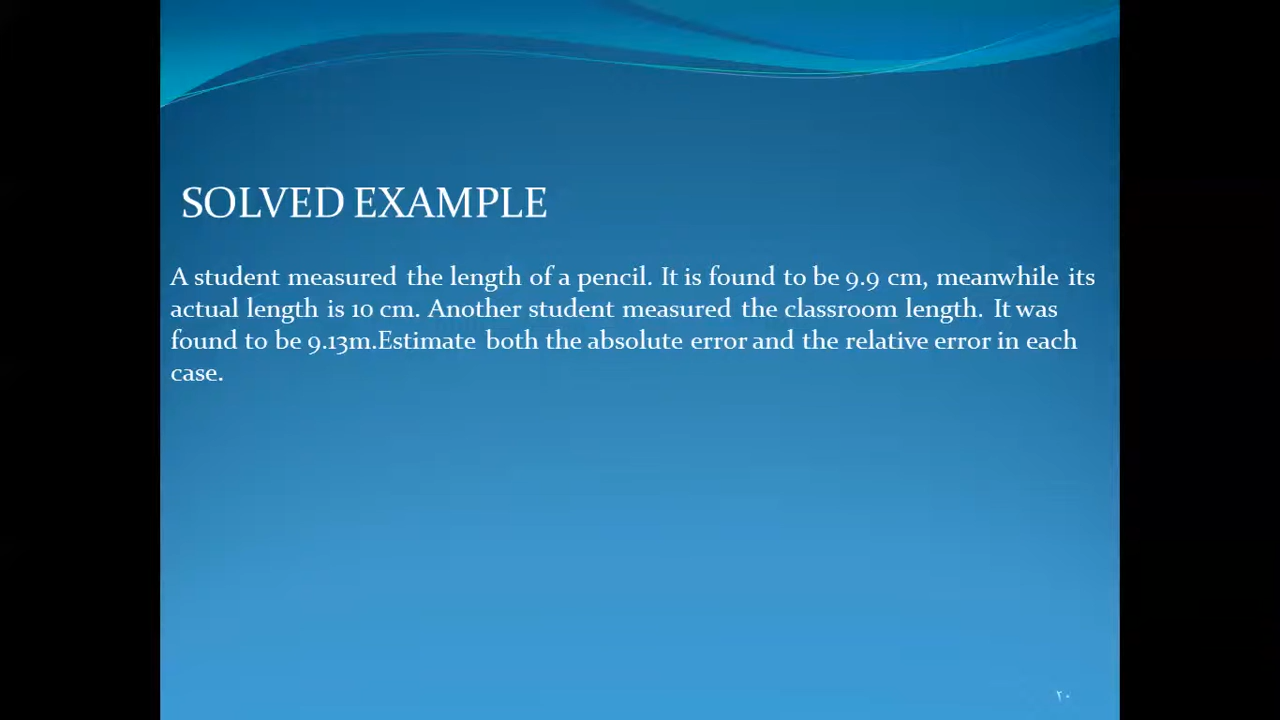 SOLVED EXAMPLE
A student measured the length of a pencil. It is found to be 9.9 cm, meanwhile its
actual length is 10 cm. Another student measured the classroom length. It was
found to be 9.13m.Estimate both the absolute error and the relative error in each
case.
٢٠